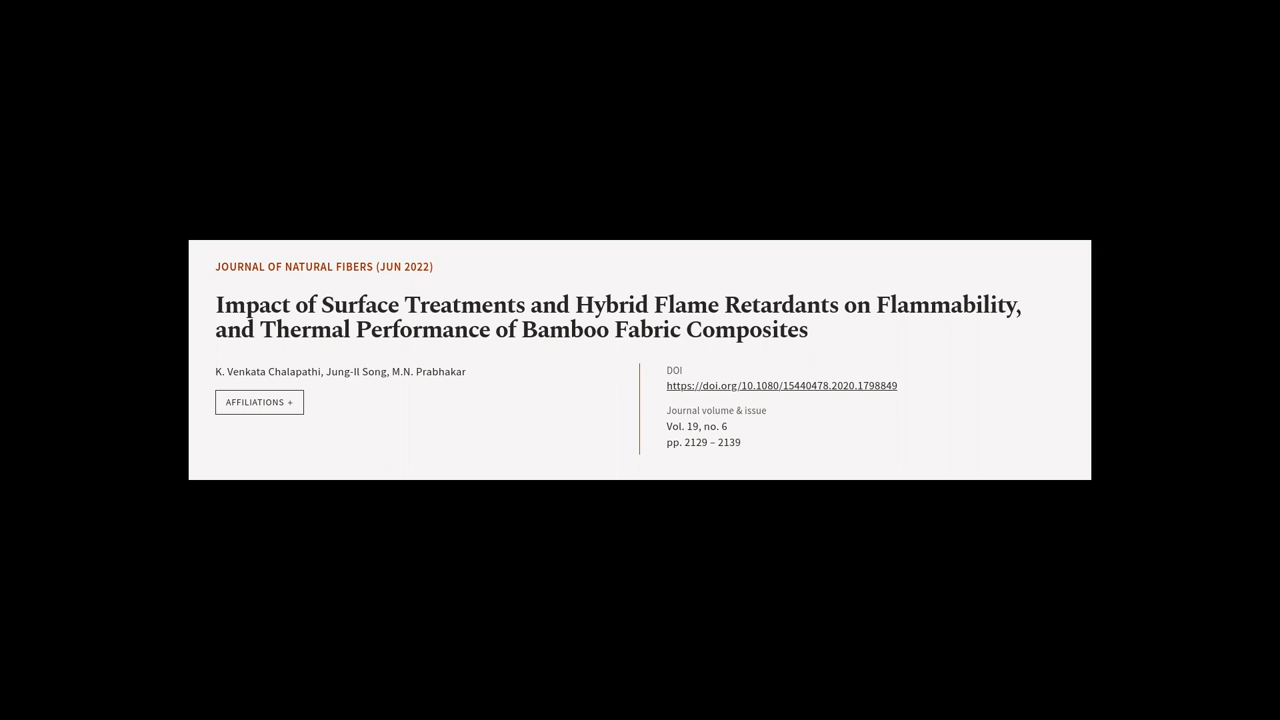 JOURNAL OF NATURAL FIBERS (JUN 2022)
Impact of Surface Treatments and Hybrid Flame Retardants on Flammability,
and Thermal Performance of Bamboo Fabric Composites
K. Venkata Chalapathi, Jung-Il Song, M.N. Prabhakar
AFFILIATIONS +
DOI
https://doi.org/10.1080/15440478.2020.1798849
Journal volume & issue
Vol. 19, no. 6
pp. 2129 – 2139